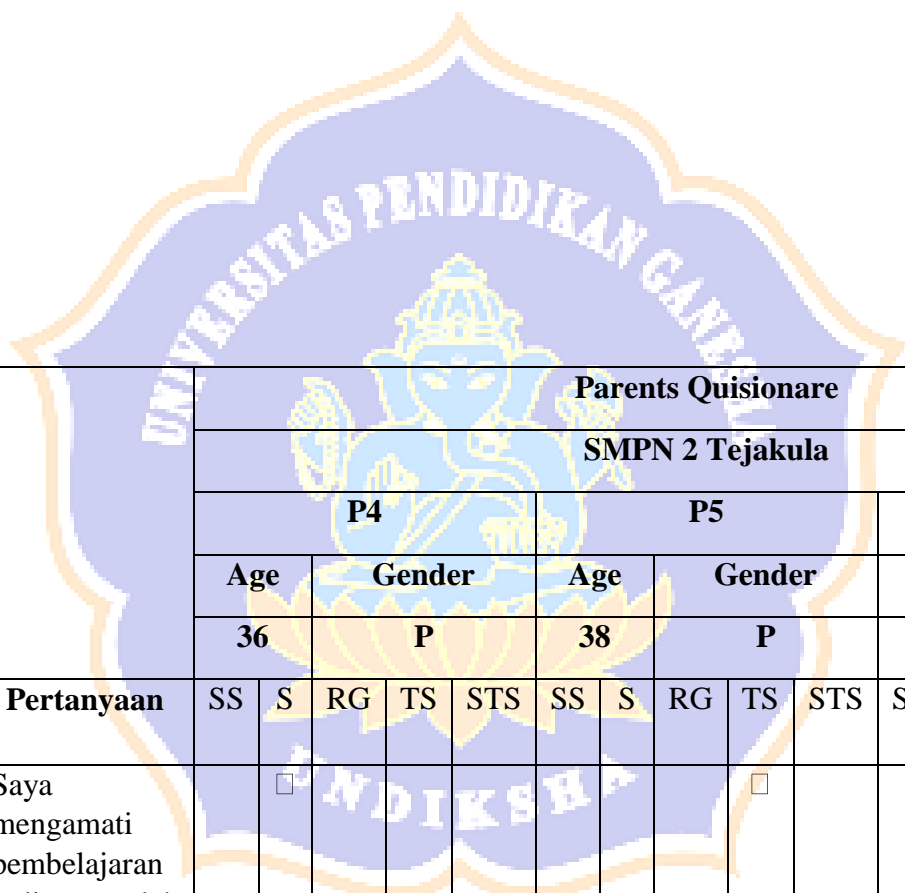 UNIVERSITAS PENDIDIKAN GANESHA
Parents Quisionare
SMPN 2 Tejakula
P4 P5
Age Gender Age Gender
36 P 38 P
Pertanyaan SS S RG TS STS SS S RG TS STS S
Saya
mengamati
pembelajaran
UNDIKSHA